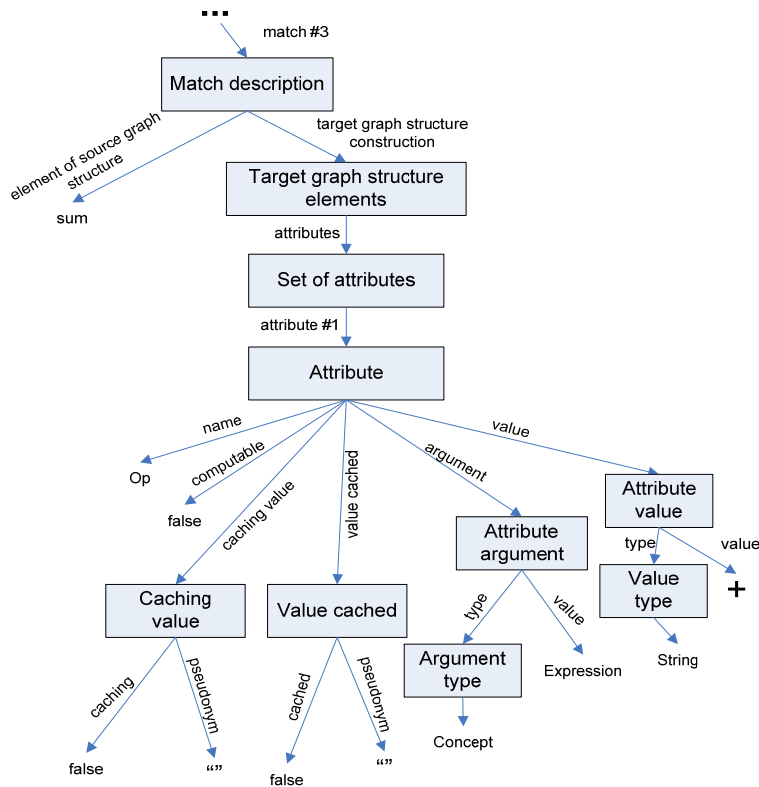 ...
match #3
Match description
element of source graph
structure
target graph structure
construction
sum
Target graph structure
elements
attributes
Set of attributes
attribute #1
Attribute
name
computable
caching value
value cached
argument
value
Op
false
Attribute
value
Attribute
argument
type
value
Caching
value
Value cached
Value
type
+
type
value
String
Argument
type
Expression
caching
pseudonym
cached
pseudonym
Concept
false
“”
false
“”